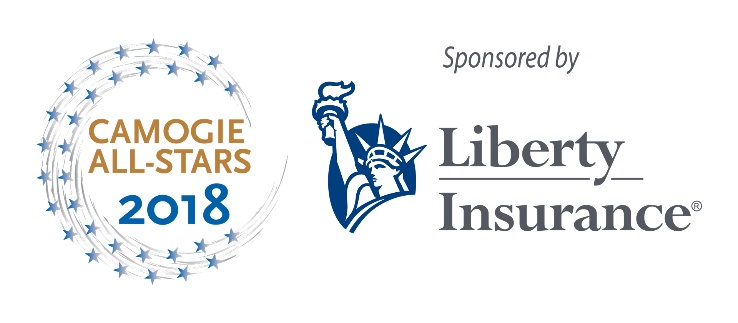 CAMOGIE
ALL-STARS
2018
Sponsored by
Liberty
Insurance®